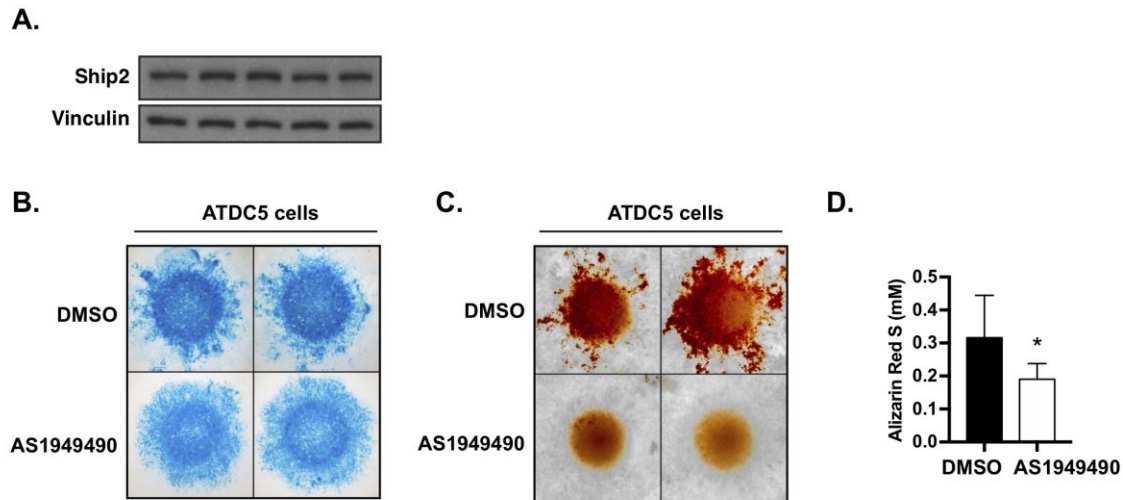 A.
Ship2
Vinculin
B.
ATDC5 cells
DMSO
AS1949490
C.
ATDC5 cells
DMSO
AS1949490
D.
Alizarin Red S (mM)
0.5
0.4
0.3
0.2
0.1
0.0
*
DMSO AS1949490